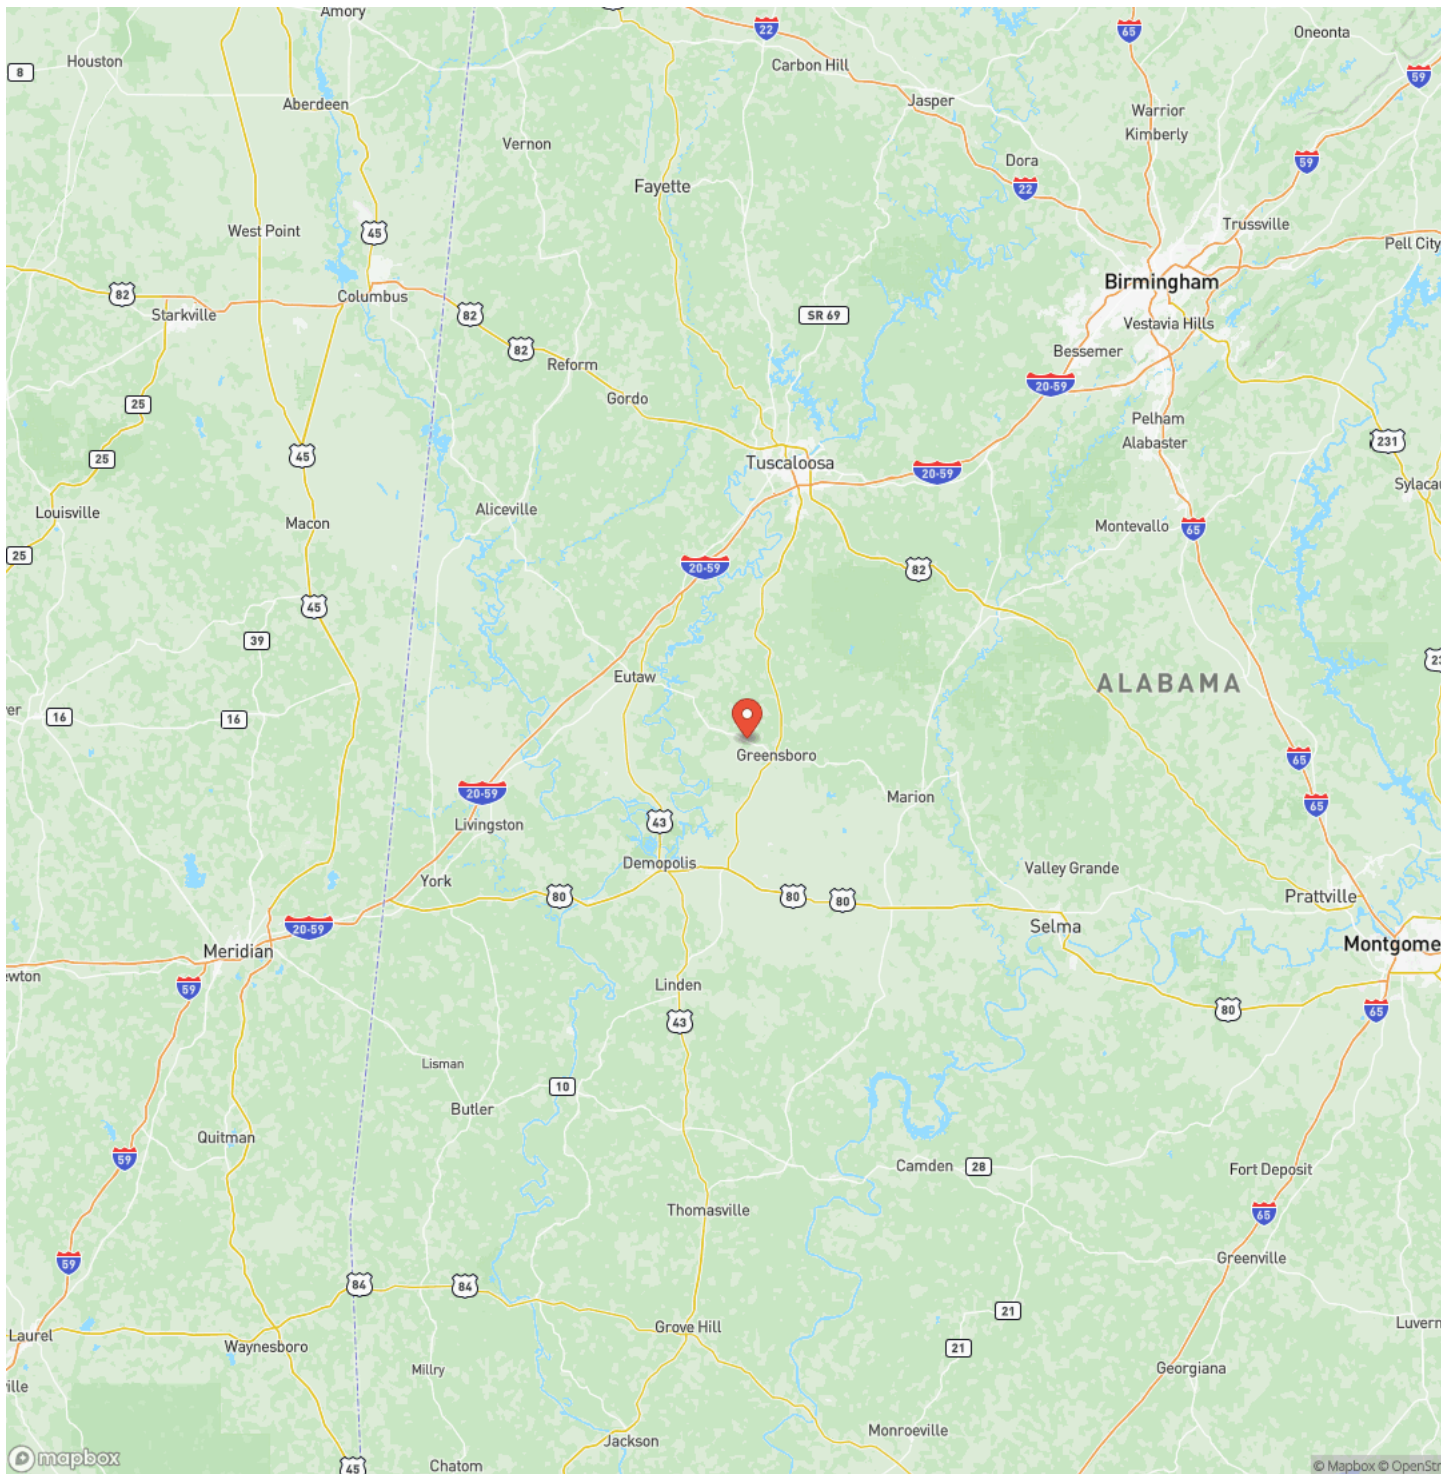 Amory
22
65
Oneonta
Houston
8
Carbon Hill
59
Aberdeen
Jasper
Warrior
Kimberly
Vernon
Dora
59
Fayette
22
West Point
45
Trussville
Pell City
Birmingham
82
Columbus
Starkville
82
SR 69
Vestavia Hills
82
Bessemer
Reform
20-59
25
Gordo
Pelham
Alabaster
231
45
25
Tuscaloosa
20-59
Sylacau
Louisville
Aliceville
Macon
Montevallo
65
25
20-59
82
45
39
Eutaw
ALABAMA
23
ver
16
16
Greensboro
65
20-59
Marion
65
43
Livingston
Demopolis
Valley Grande
York
80
80
80
Prattville
20-59
Selma
Meridian
Montgome
ewton
59
Linden
80
65
43
Lisman
10
Butler
Quitman
59
Camden
28
Fort Deposit
Thomasville
65
59
Greenville
84
84
21
Laurel
Grove Hill
Luvern
Waynesboro
21
Millry
Georgiana
ville
Monroeville
Jackson
mapbox
45
Chatom
© Mapbox © OpenStr